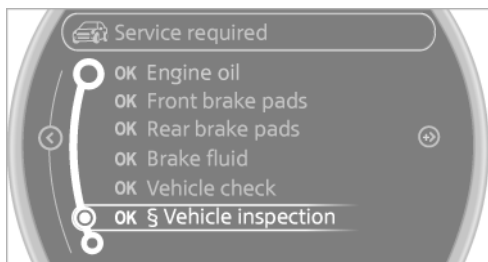 Service required
OK Engine oil
OK Front brake pads
OK Rear brake pads
OK Brake fluid
OK Vehicle check
OK § Vehicle inspection